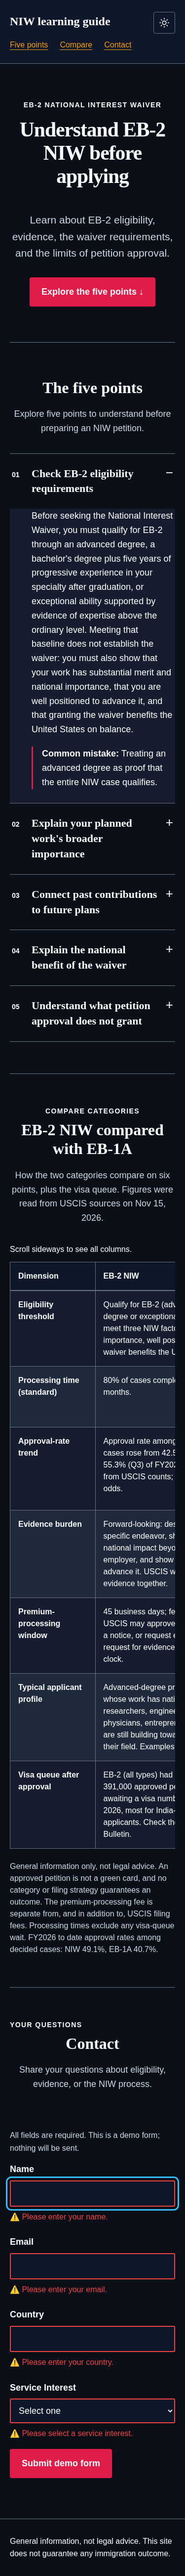 NIW learning guide
Five points Compare Contact
EB-2 NATIONAL INTEREST WAIVER
Understand EB-2
NIW before
applying
Learn about EB-2 eligibility,
evidence, the waiver requirements,
and the limits of petition approval.
Explore the five points ↓
The five points
Explore five points to understand before
preparing an NIW petition.
01 Check EB-2 eligibility −
requirements
Before seeking the National Interest
Waiver, you must qualify for EB-2
through an advanced degree, a
bachelor's degree plus five years of
progressive experience in your
specialty after graduation, or
exceptional ability supported by
evidence of expertise above the
ordinary level. Meeting that
baseline does not establish the
waiver: you must also show that
your work has substantial merit and
national importance, that you are
well positioned to advance it, and
that granting the waiver benefits the
United States on balance.
Common mistake: Treating an
advanced degree as proof that
the entire NIW case qualifies.
02 Explain your planned +
work's broader
importance
03 Connect past contributions +
to future plans
04 Explain the national +
benefit of the waiver
05 Understand what petition +
approval does not grant
COMPARE CATEGORIES
EB-2 NIW compared
with EB-1A
How the two categories compare on six
points, plus the visa queue. Figures were
read from USCIS sources on Nov 15,
2026.
Scroll sideways to see all columns.
Dimension EB-2 NIW
Eligibility Qualify for EB-2 (adv
threshold degree or exceptiona
meet three NIW facto
importance, well pos
waiver benefits the U
Processing time 80% of cases comple
(standard) months.
Approval-rate Approval rate among
trend cases rose from 42.5
55.3% (Q3) of FY202
from USCIS counts;
odds.
Evidence burden Forward-looking: des
specific endeavor, sh
national impact beyo
employer, and show
advance it. USCIS w
evidence together.
Premium- 45 business days; fe
processing USCIS may approve
window a notice, or request e
request for evidence
clock.
Typical applicant Advanced-degree pr
profile whose work has nati
researchers, enginee
physicians, entrepren
are still building towa
their field. Examples
Visa queue after EB-2 (all types) had
approval 391,000 approved pe
awaiting a visa numb
2026, most for India-
applicants. Check the
Bulletin.
General information only, not legal advice. An
approved petition is not a green card, and no
category or filing strategy guarantees an
outcome. The premium-processing fee is
separate from, and in addition to, USCIS filing
fees. Processing times exclude any visa-queue
wait. FY2026 to date approval rates among
decided cases: NIW 49.1%, EB-1A 40.7%.
YOUR QUESTIONS
Contact
Share your questions about eligibility,
evidence, or the NIW process.
All fields are required. This is a demo form;
nothing will be sent.
Name
⚠️ Please enter your name.
Email
⚠️ Please enter your email.
Country
⚠️ Please enter your country.
Service Interest
Select one
⚠️ Please select a service interest.
Submit demo form
General information, not legal advice. This site
does not guarantee any immigration outcome.